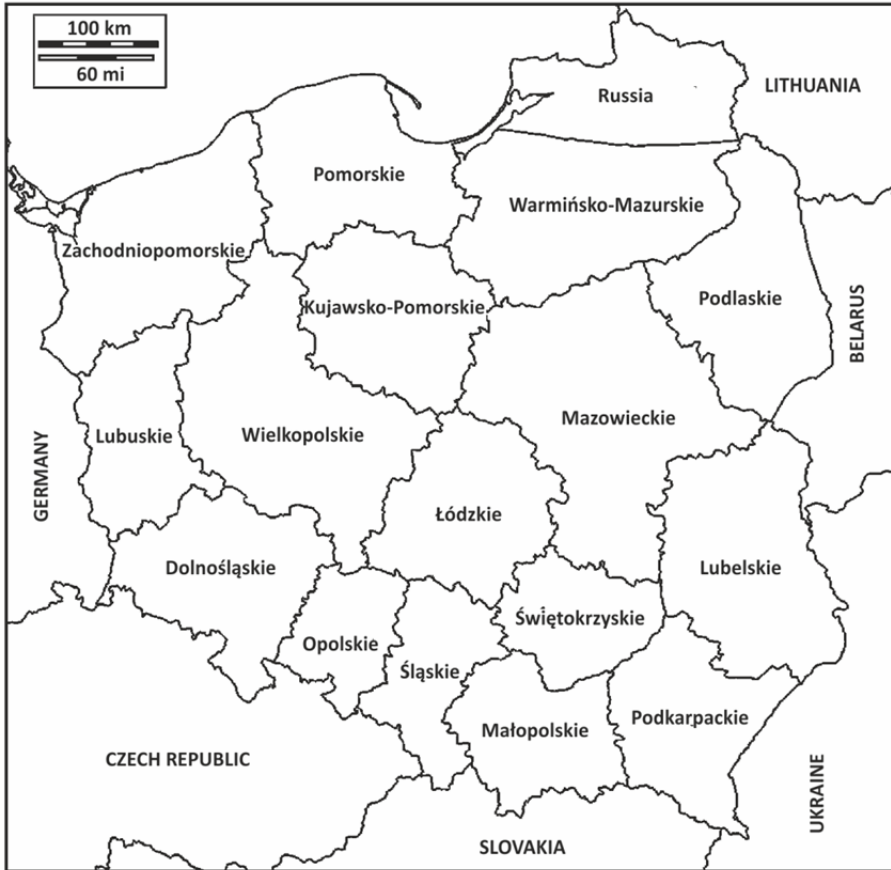 100 km
60 mi
Russia
LITHUANIA
Pomorskie
Warmińsko-Mazurskie
Zachodniopomorskie
Kujawsko-Pomorskie
Podlaskie
BELARUS
Lubuskie
Wielkopolskie
Mazowieckie
GERMANY
Łódzkie
Dolnośląskie
Lubelskie
Opolskie
Świętokrzyskie
Śląskie
Małopolskie
Podkarpackie
CZECH REPUBLIC
UKRAINE
SLOVAKIA